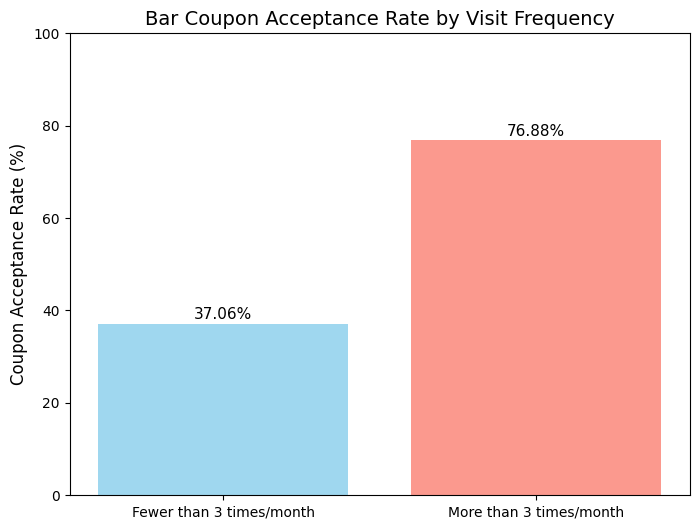 Bar Coupon Acceptance Rate by Visit Frequency
Coupon Acceptance Rate (%)
100
80
60
40
20
0
37.06%
76.88%
Fewer than 3 times/month
More than 3 times/month